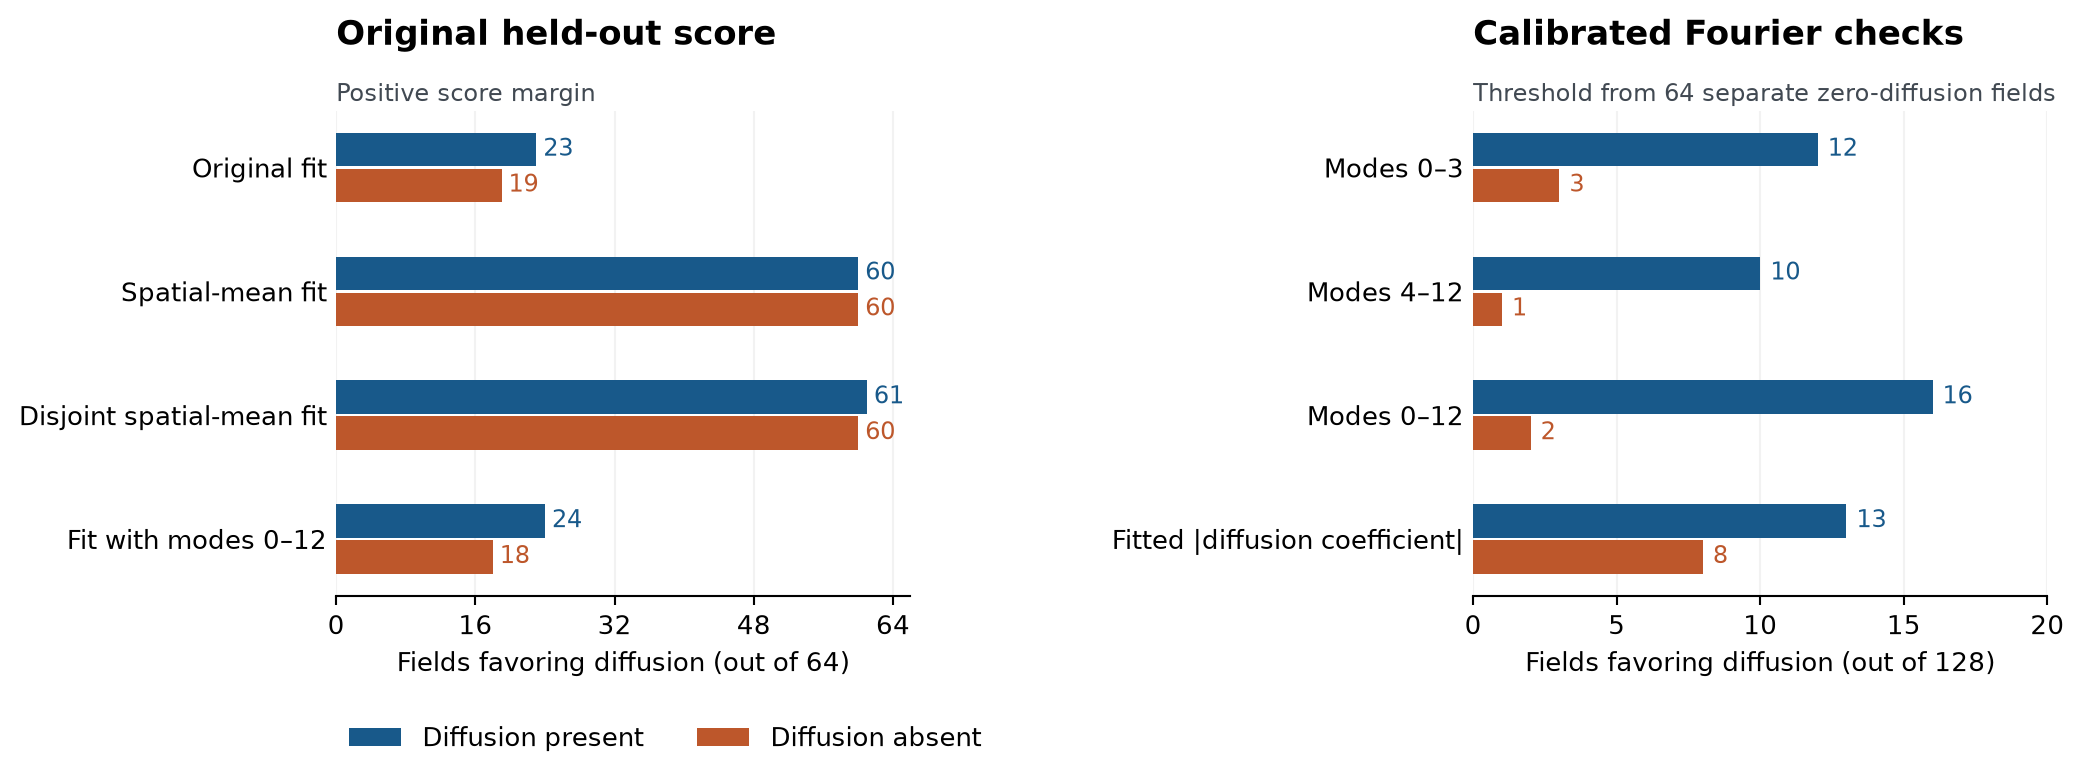 Original held-out score
Positive score margin
Original fit
23
19
Spatial-mean fit
60
60
Disjoint spatial-mean fit
61
60
Fit with modes 0–12
24
18
0 16 32 48 64
Fields favoring diffusion (out of 64)
Calibrated Fourier checks
Threshold from 64 separate zero-diffusion fields
Modes 0–3
12
3
Modes 4–12
10
1
Modes 0–12
16
2
Fitted |diffusion coefficient|
13
8
0 5 10 15 20
Fields favoring diffusion (out of 128)
Diffusion present Diffusion absent